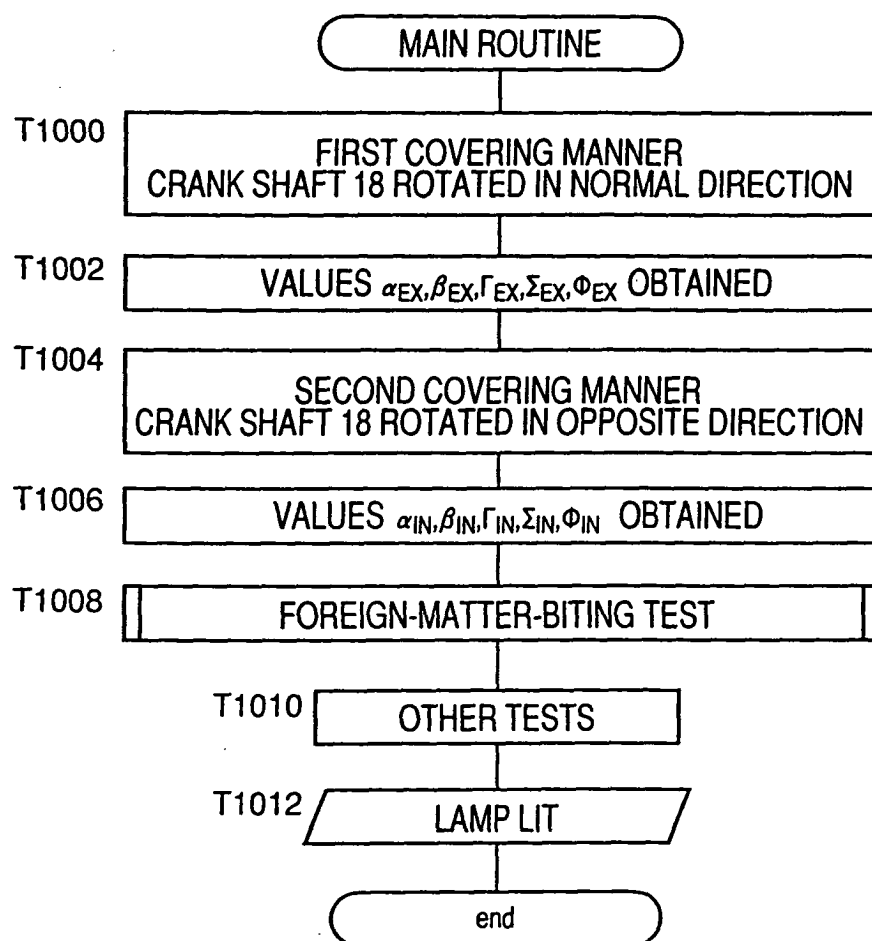 MAIN ROUTINE
T1000
FIRST COVERING MANNER
CRANK SHAFT 18 ROTATED IN NORMAL DIRECTION
T1002
VALUES αEX,βEX,ΓEX,ΣEX,ΦEX OBTAINED
T1004
SECOND COVERING MANNER
CRANK SHAFT 18 ROTATED IN OPPOSITE DIRECTION
T1006
VALUES αIN,βIN,ΓIN,ΣIN,ΦIN OBTAINED
T1008
FOREIGN-MATTER-BITING TEST
T1010
OTHER TESTS
T1012
LAMP LIT
end